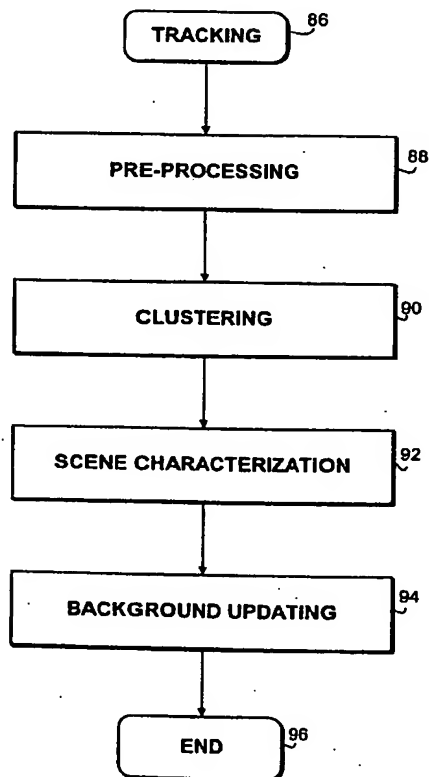 TRACKING 86
PRE-PROCESSING 88
CLUSTERING 90
SCENE CHARACTERIZATION 92
BACKGROUND UPDATING 94
END 96